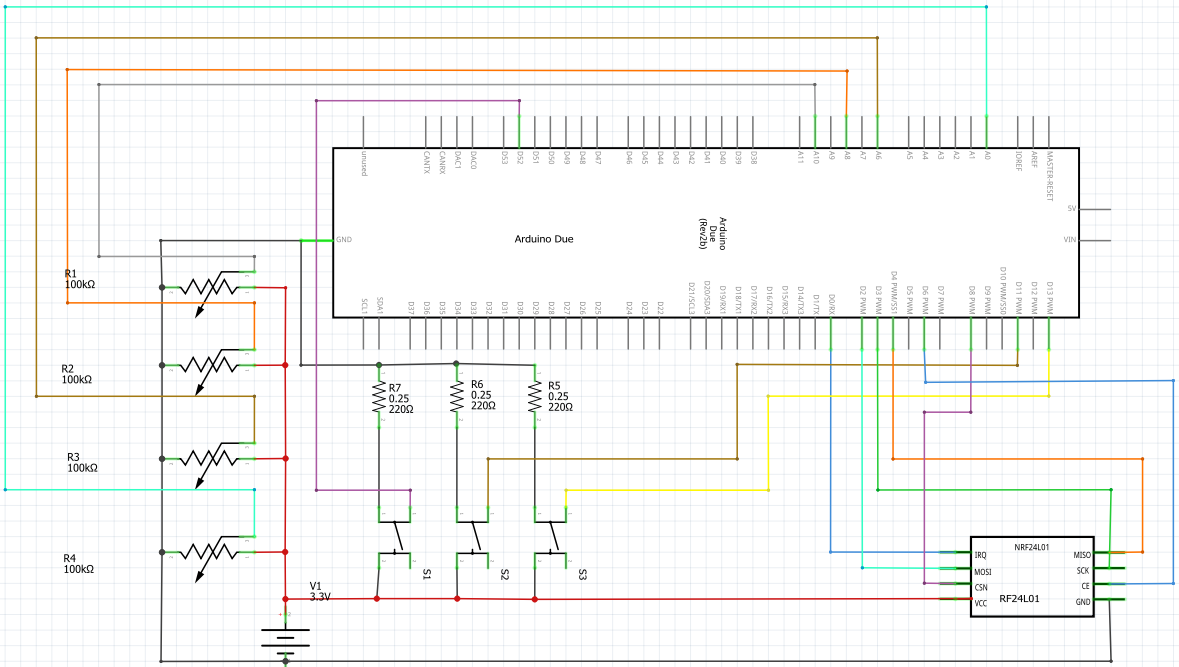 unused
CANTX
CANRX
DAC1
DAC0
D53
D52
D51
D50
D49
D48
D47
D46
D45
D44
D43
D42
D41
D40
D39
D38
A11
A10
A9
A8
A7
A6
A5
A4
A3
A2
A1
A0
IOREF
AREF
MASTER-RESET
5V
VIN
GND
Arduino Due
Arduino
Due
(Rev2b)
SCL1
SDA1
D37
D36
D35
D34
D33
D32
D31
D30
D29
D28
D27
D26
D25
D24
D23
D22
D21/SCL3
D20/SDA3
D19/RX1
D18/TX1
D17/RX2
D16/TX2
D15/RX3
D14/TX3
D1/TX
D0/RX
D2 PWM
D3 PWM
D4 PWM/SS1
D5 PWM
D6 PWM
D7 PWM
D8 PWM
D9 PWM
D10 PWM/SS0
D11 PWM
D12 PWM
D13 PWM
R1
100kΩ
R2
100kΩ
R3
100kΩ
R4
100kΩ
R7
0.25
220Ω
R6
0.25
220Ω
R5
0.25
220Ω
S1
S2
S3
V1
3.3V
NRF24L01
IRQ
MOSI
CSN
VCC
MISO
SCK
CE
GND
RF24L01